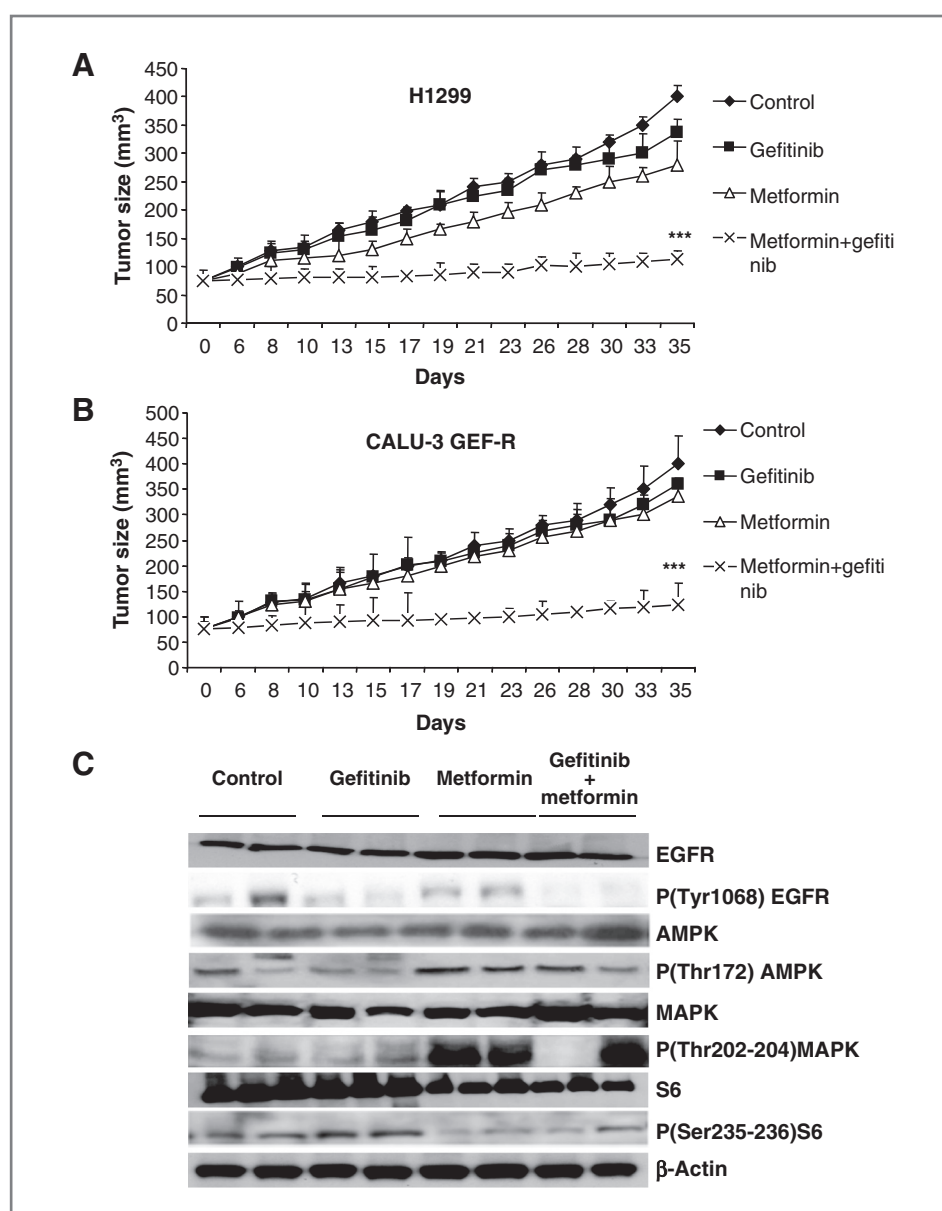 A
H1299
Tumor size (mm³)
450
400
350
300
250
200
150
100
50
0
0 6 8 10 13 15 17 19 21 23 26 28 30 33 35
Days
***
Control
Gefitinib
Metformin
Metformin+gefiti
nib
B
CALU-3 GEF-R
Tumor size (mm³)
500
450
400
350
300
250
200
150
100
50
0
0 6 8 10 13 15 17 19 21 23 26 28 30 33 35
Days
***
Control
Gefitinib
Metformin
Metformin+gefiti
nib
C
Control
Gefitinib
Metformin
Gefitinib
+
metformin
EGFR
P(Tyr1068) EGFR
AMPK
P(Thr172) AMPK
MAPK
P(Thr202-204)MAPK
S6
P(Ser235-236)S6
β-Actin